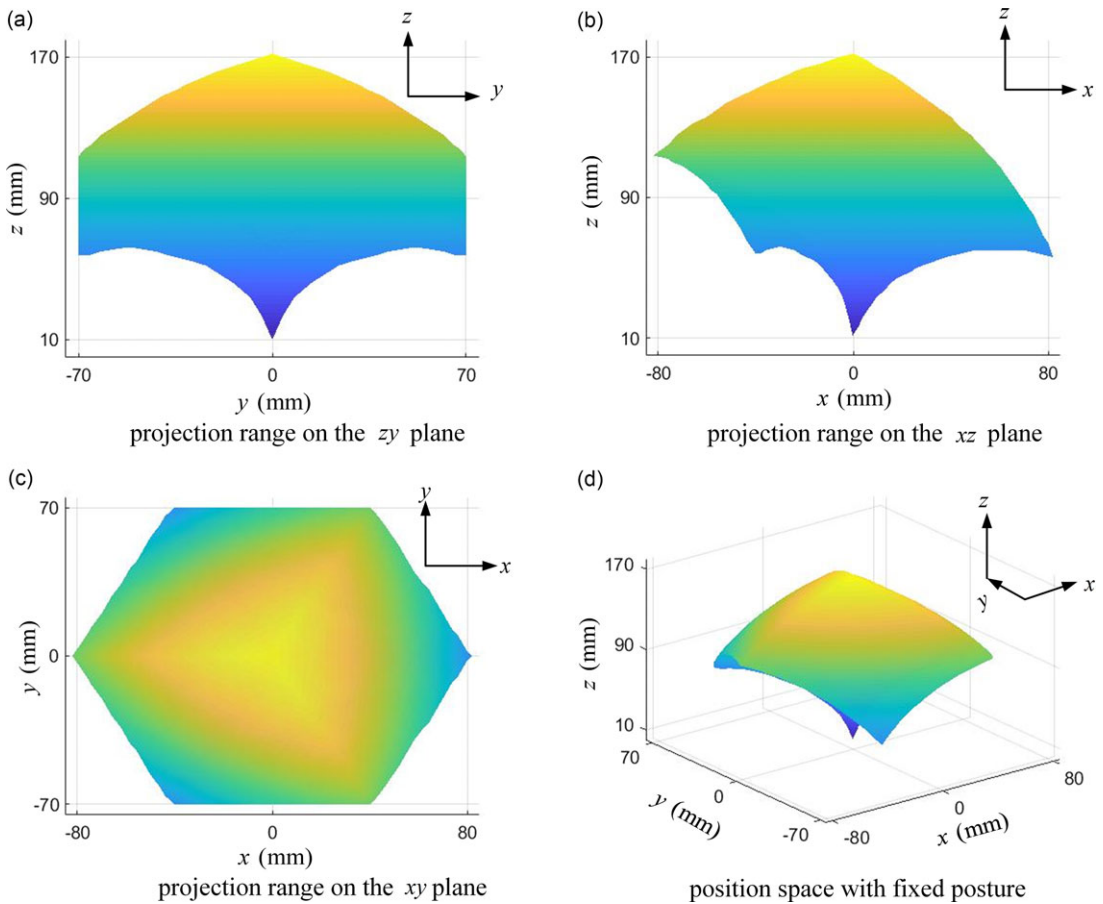 (a)
z
170
y
z (mm)
90
10
-70
0
70
y (mm)
projection range on the zy plane
(b)
z
170
x
z (mm)
90
10
-80
0
80
x (mm)
projection range on the xz plane
(c)
70
y
x
y (mm)
0
-70
-80
0
80
x (mm)
projection range on the xy plane
(d)
z
170
x
y
z (mm)
90
10
70
80
y (mm)
0
0
-70
-80
x (mm)
position space with fixed posture